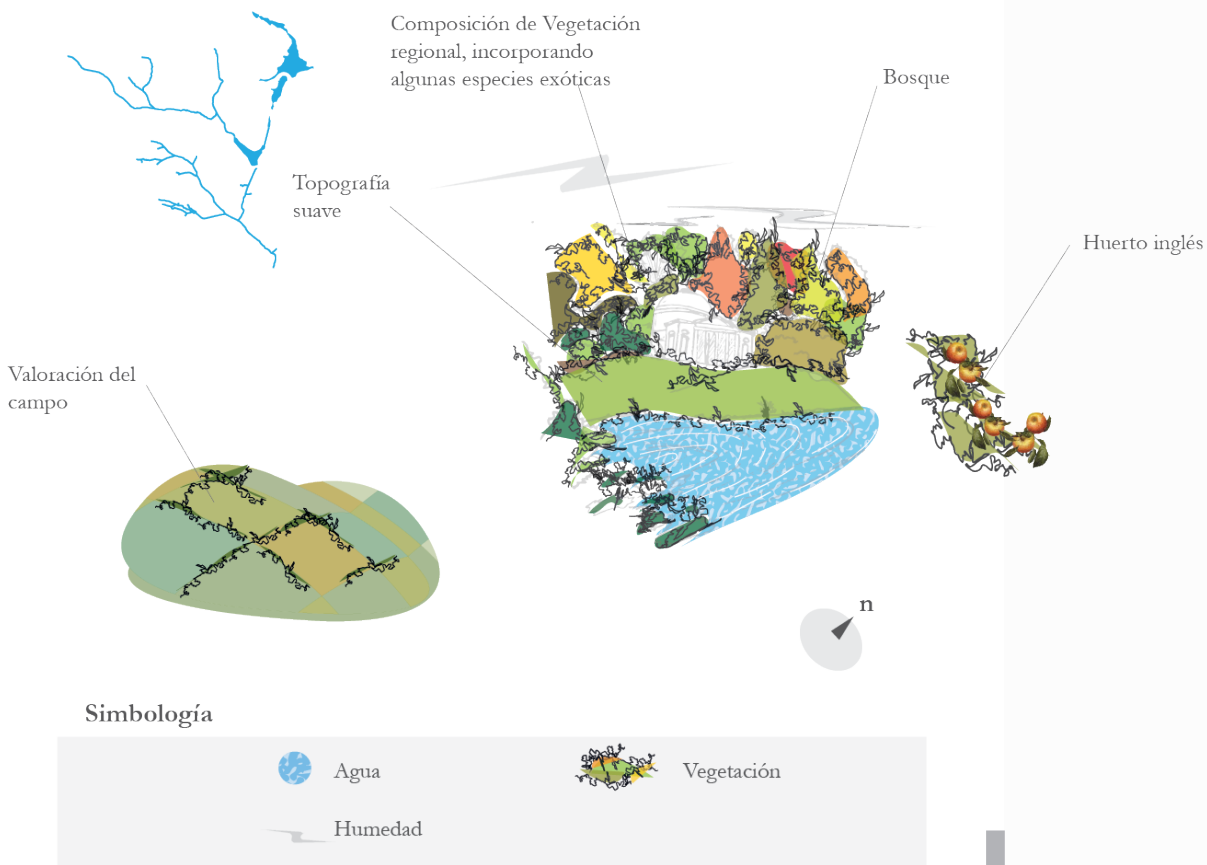 Composición de Vegetación
regional, incorporando
algunas especies exóticas
Bosque
Topografía
suave
Huerto inglés
Valoración del
campo
n
Simbología
Agua
Vegetación
Humedad